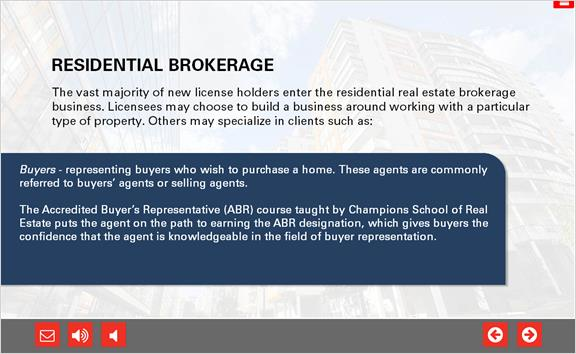 RESIDENTIAL BROKERAGE
The vast majority of new license holders enter the residential real estate brokerage
business. Licensees may choose to build a business around working with a particular
type of property. Others may specialize in clients such as:
Buyers - representing buyers who wish to purchase a home. These agents are commonly
referred to buyers' agents or selling agents.
The Accredited Buyer's Representative (ABR) course taught by Champions School of Real
Estate puts the agent on the path to earning the ABR designation, which gives buyers the
confidence that the agent is knowledgeable in the field of buyer representation.